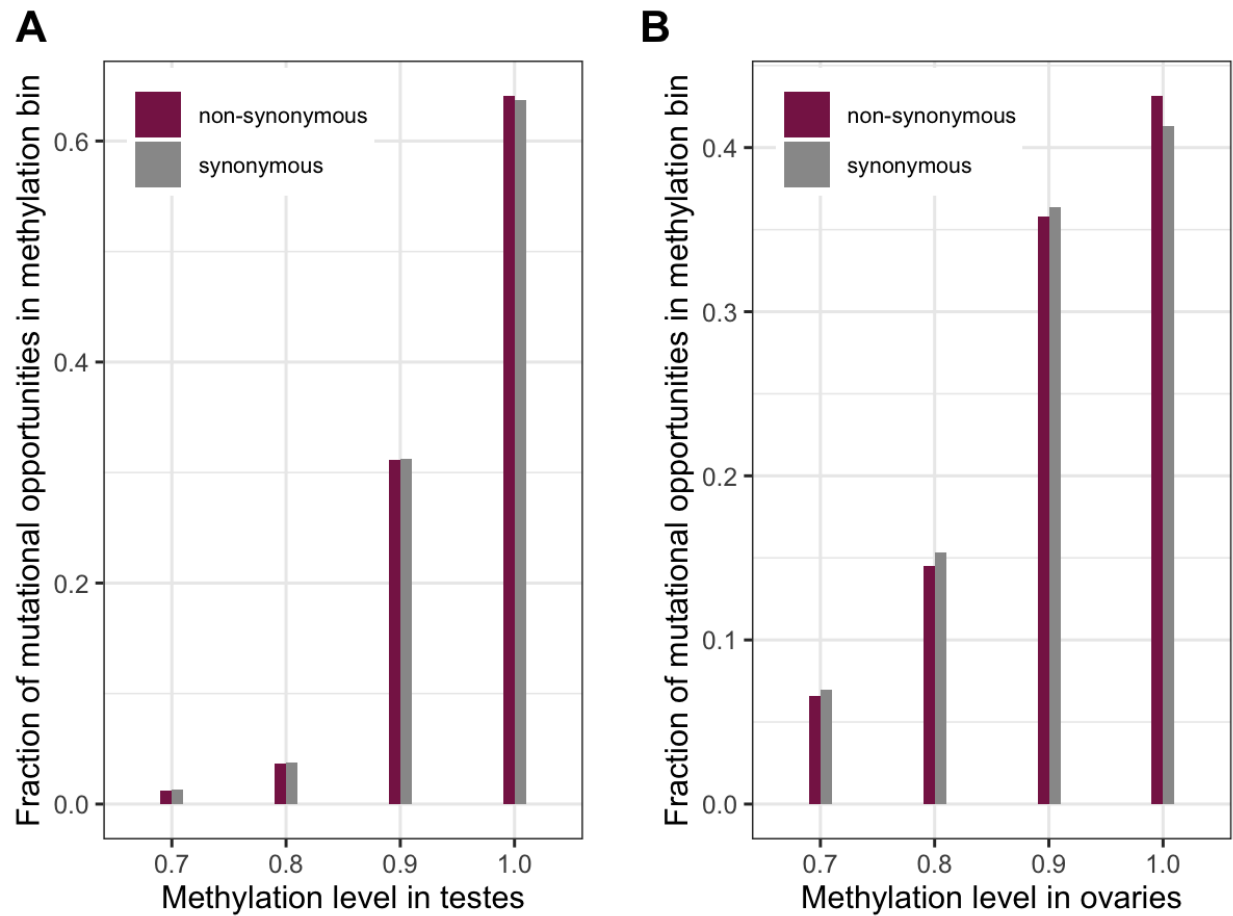 A
Fraction of mutational opportunities in methylation bin
non-synonymous
synonymous
0.6
0.4
0.2
0.0
0.7 0.8 0.9 1.0
Methylation level in testes
B
Fraction of mutational opportunities in methylation bin
non-synonymous
synonymous
0.4
0.3
0.2
0.1
0.0
0.7 0.8 0.9 1.0
Methylation level in ovaries